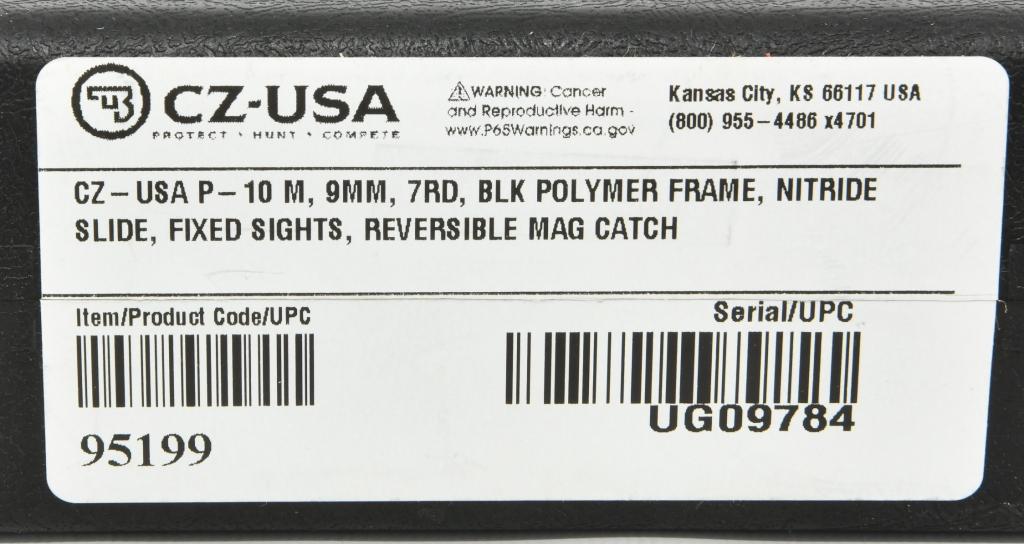 CZ-USA
PROTECT • HUNT • COMPETE
WARNING: Cancer
and Reproductive Harm -
www.P65Warnings.ca.gov
Kansas City, KS 66117 USA
(800) 955-4486 x4701
CZ-USA P-10 M, 9MM, 7RD, BLK POLYMER FRAME, NITRIDE
SLIDE, FIXED SIGHTS, REVERSIBLE MAG CATCH
Item/Product Code/UPC
95199
Serial/UPC
UG09784